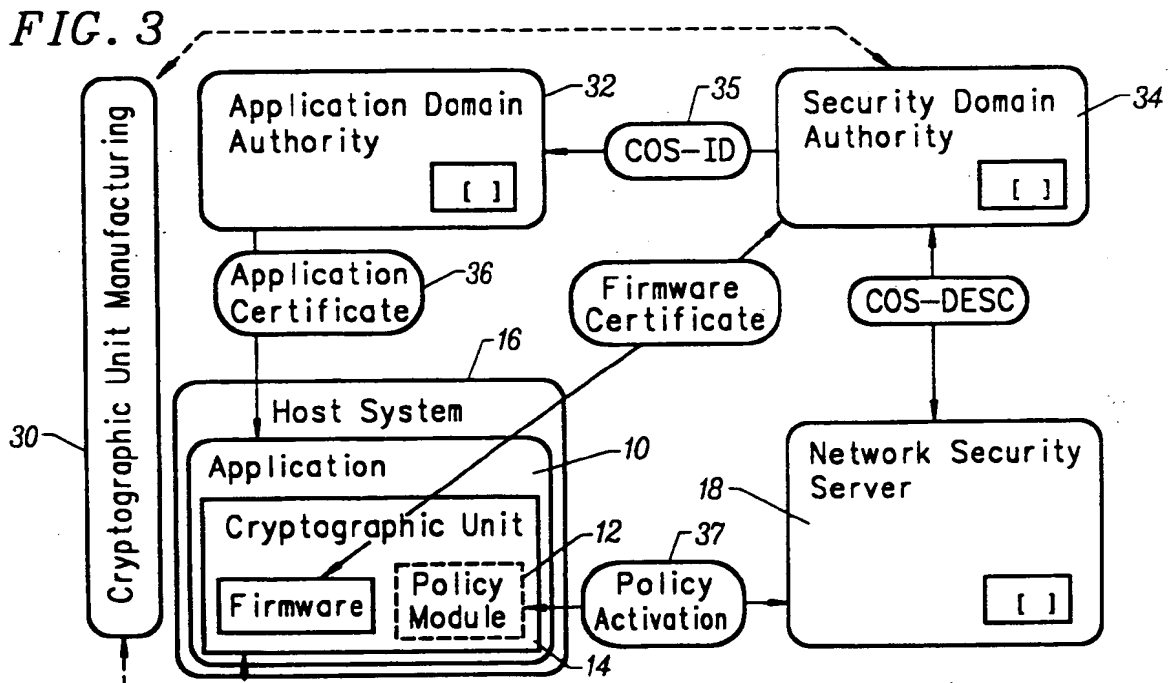 FIG. 3
Cryptographic Unit Manufacturing
30
Application Domain
Authority
[ ]
32
35
COS-ID
Security Domain
Authority
[ ]
34
Application
Certificate
36
Firmware
Certificate
COS-DESC
16
Host System
Application
10
Cryptographic Unit
12
Firmware
Policy
Module
14
37
Policy
Activation
Network Security
Server
18
[ ]